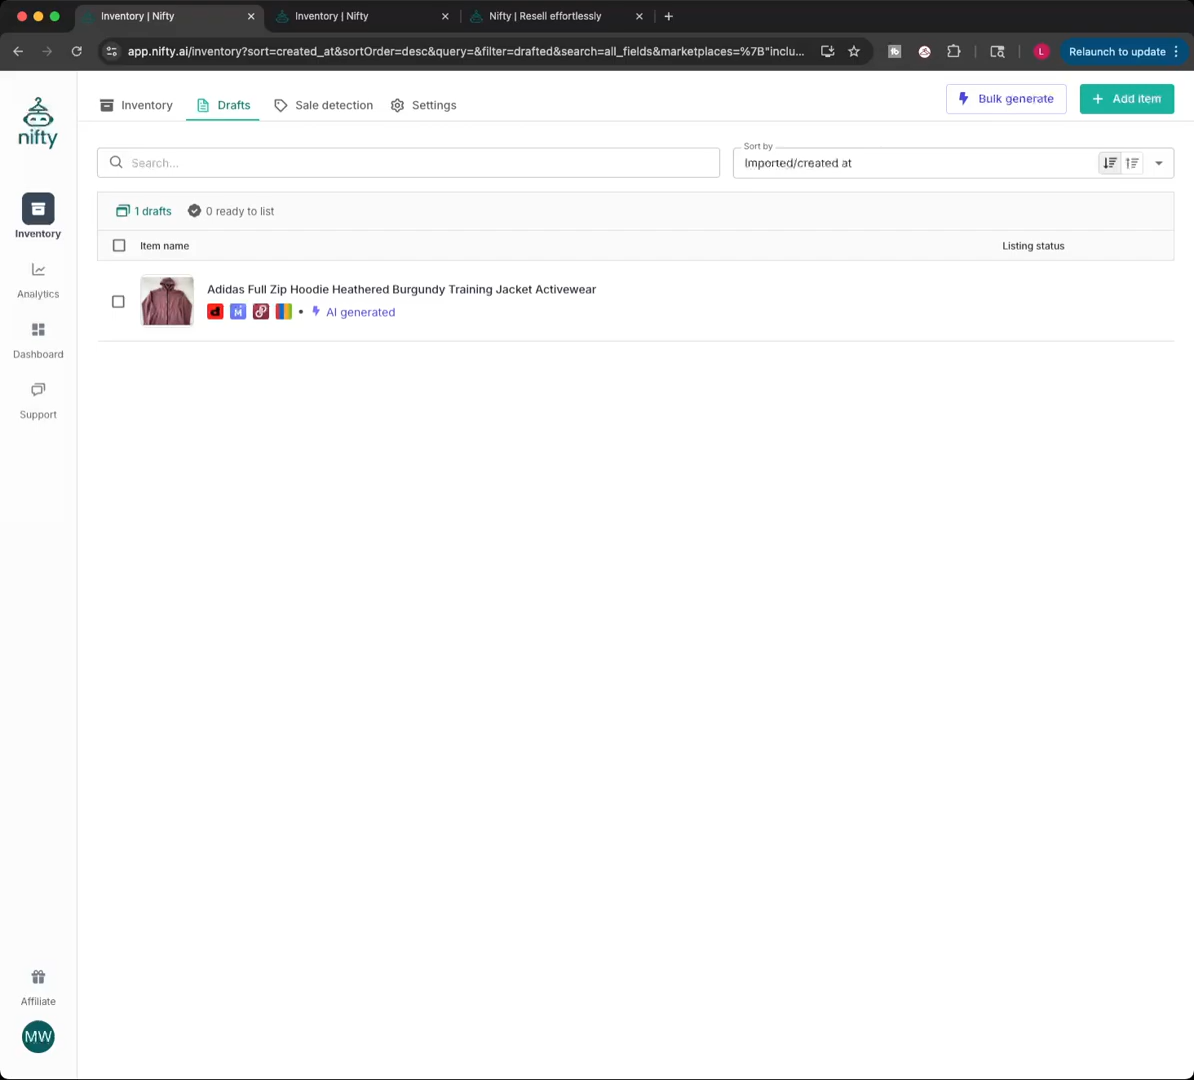 Inventory | Nifty
Inventory | Nifty
Nifty | Resell effortlessly
app.nifty.ai/inventory?sort=created_at&sortOrder=desc&query=&filter=drafted&search=all_fields&marketplaces=%7B"inclu...
L
Relaunch to update
nifty
Inventory
Drafts
Sale detection
Settings
Bulk generate
Add item
Search...
Sort by
Imported/created at
1 drafts
0 ready to list
Item name
Listing status
Adidas Full Zip Hoodie Heathered Burgundy Training Jacket Activewear
d M P • AI generated
Inventory
Analytics
Dashboard
Support
Affiliate
MW